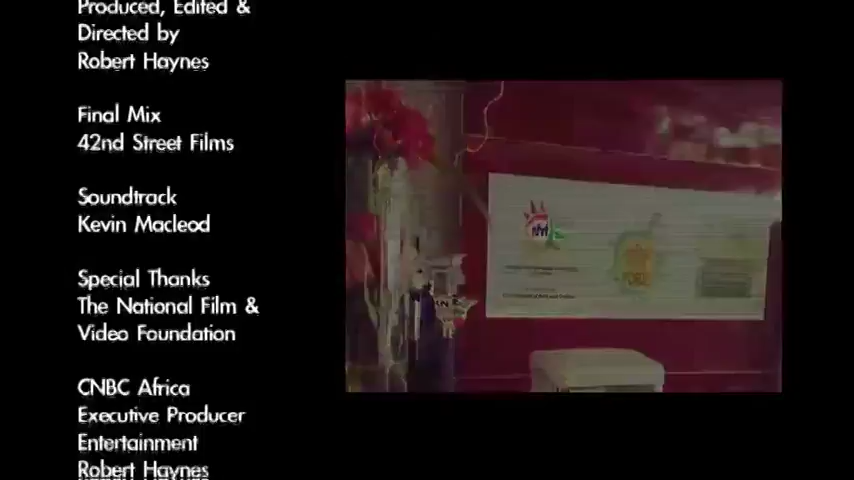 Produced, Edited &
Directed by
Robert Haynes
Final Mix
42nd Street Films
Soundtrack
Kevin Macleod
Special Thanks
The National Film &
Video Foundation
CNBC Africa
Executive Producer
Entertainment
Robert Haynes